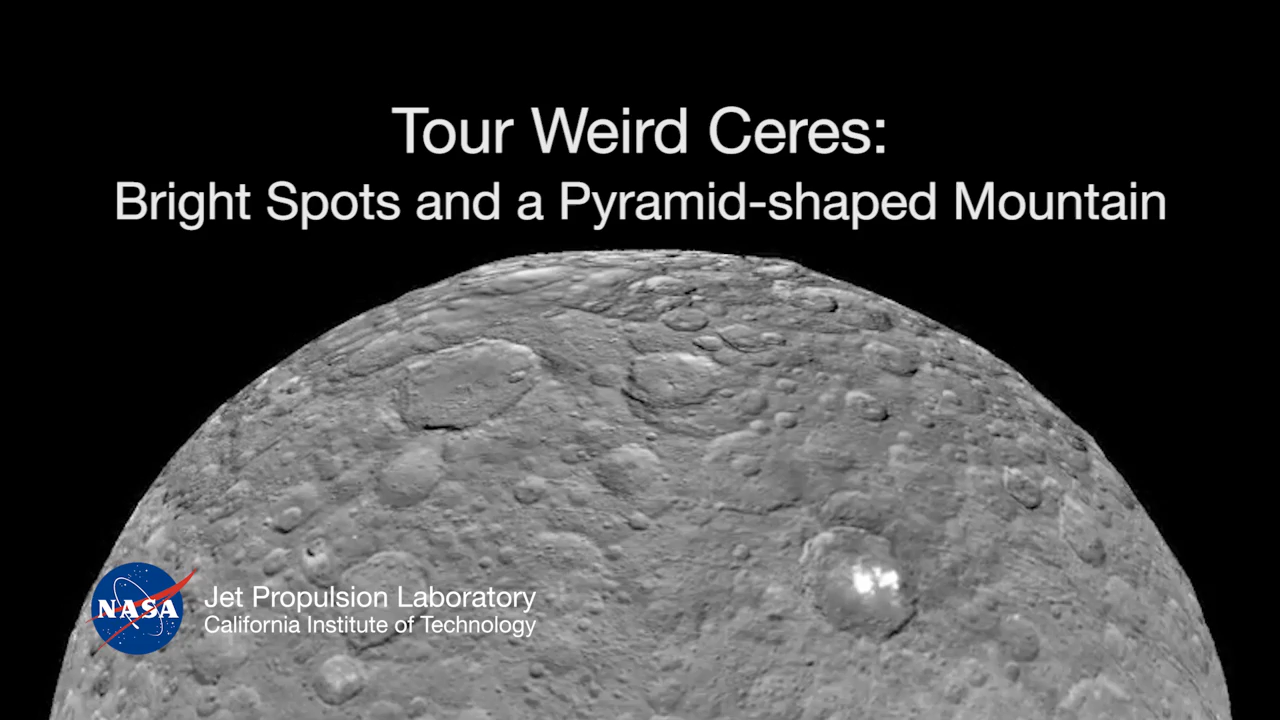 Tour Weird Ceres:
Bright Spots and a Pyramid-shaped Mountain
NASA
Jet Propulsion Laboratory
California Institute of Technology